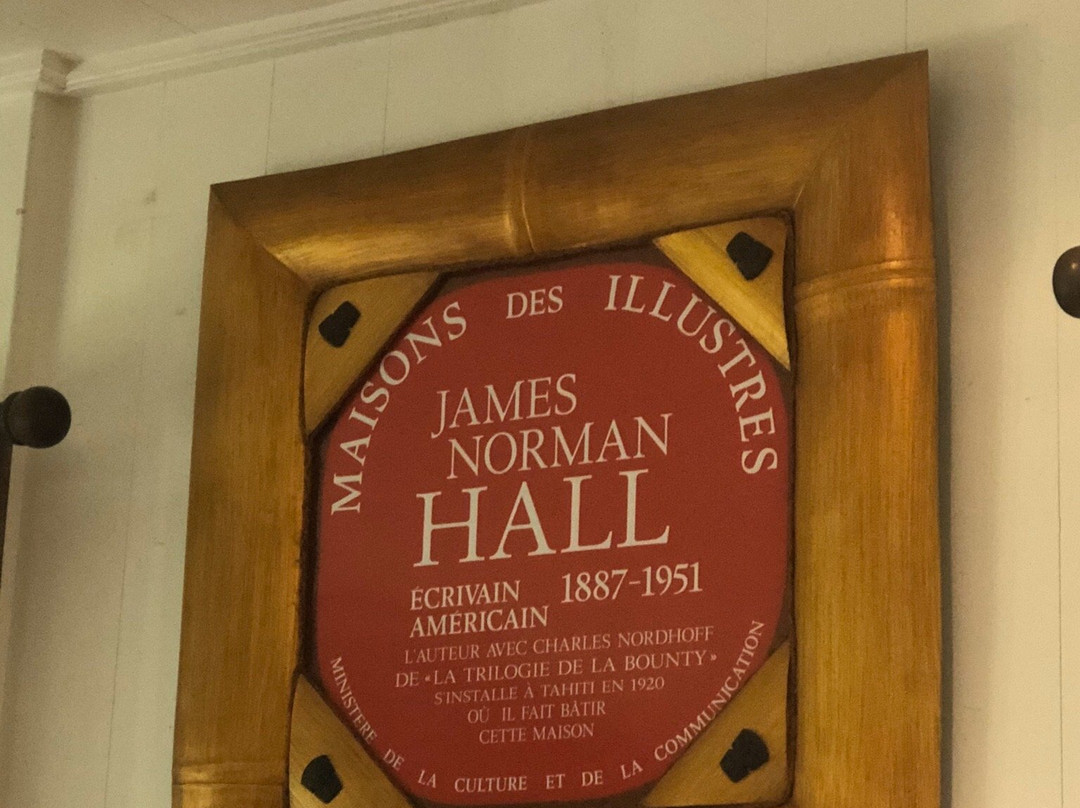 MAISONS DES ILLUSTRES
JAMES
NORMAN
HALL
ÉCRIVAIN 1887-1951
AMÉRICAIN
L'AUTEUR AVEC CHARLES NORDHOFF
DE «LA TRILOGIE DE LA BOUNTY»
S'INSTALLE À TAHITI EN 1920
OÙ IL FAIT BÂTIR
CETTE MAISON
MINISTERE DE LA CULTURE ET DE LA COMMUNICATION